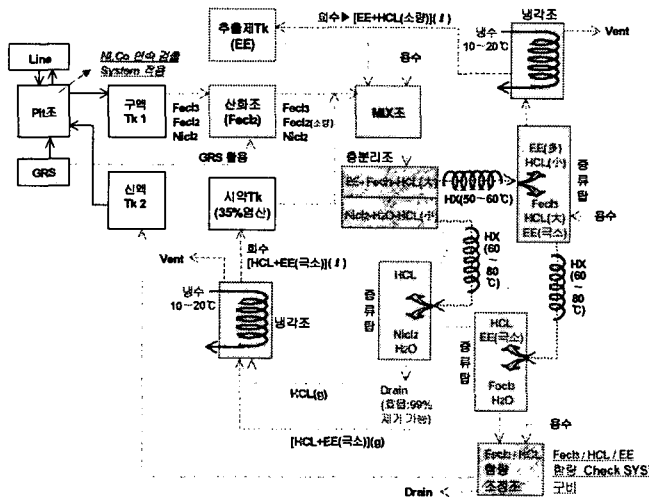 회수▶ [EE+HCL(소량)](ℓ)
냉각조
추출제Tk
(EE)
냉수
10~20℃
Vent
Line
NLCo 연속 검출
System 적용
용수
Plt조
구액
Tk 1
Fecl3
Fecl2
Nicl2
산화조
(Fecl2)
Fecl3
Fecl2(소량)
Nicl2
MIX조
GRS
GRS 활용
층분리조
EE+Fecl3+HCL(大)
HX(50~60℃)
Nicl2+H2O+HCL(小)
EE(多)
HCL(小)
Fecl3
HCL(大)
EE(극소)
증류탑
용수
신액
Tk 2
시약Tk
(35%염산)
회수
[HCL+EE(극소)](ℓ)
Vent
냉수
10~20℃
냉각조
HX
(60
~
80
℃)
HX
(60
~
80
℃)
HCL
Nicl2
H2O
증류탑
HCL
EE(극소)
Focl3
H2O
증류탑
HCL(g)
Drain
(효율:99%
제거 가능)
[HCL+EE(극소)](g)
용수
Fecl3/HCL
함량
조정조
Fecl3/HCL/EE
함량 Check SYS
구비
Drain